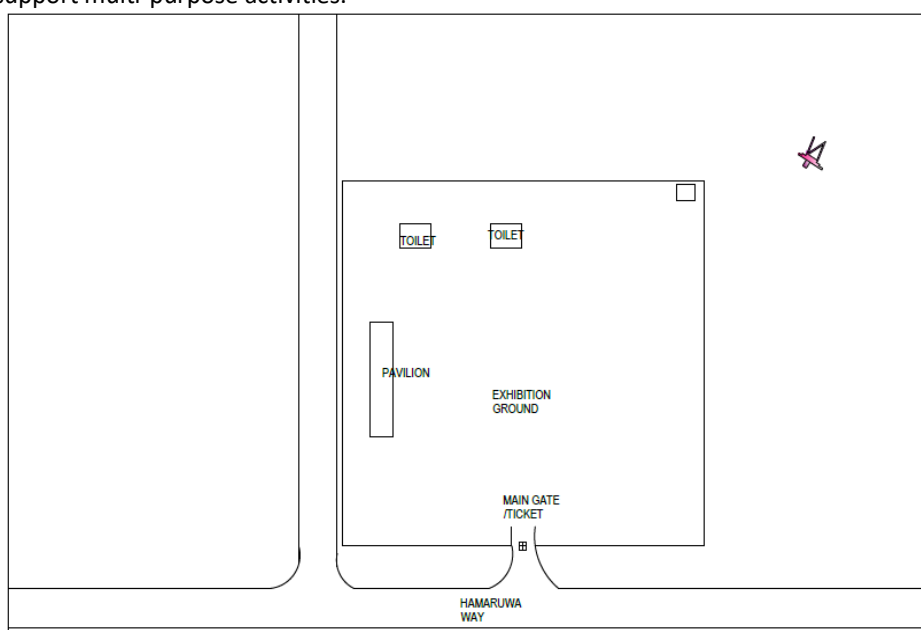 support multi-purpose activities.
TOILET
TOILET
PAVILION
EXHIBITION
GROUND
MAIN GATE
/TICKET
HAMARUWA
WAY